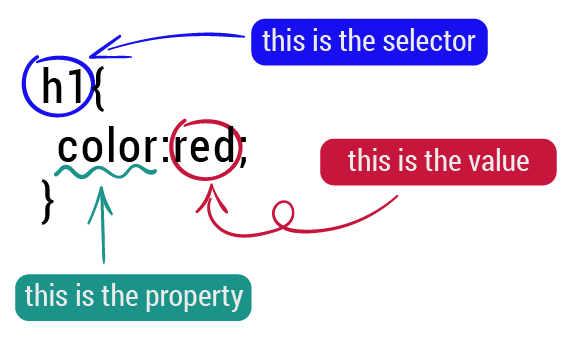 this is the selector
h1{
color:red;
this is the value
}
this is the property